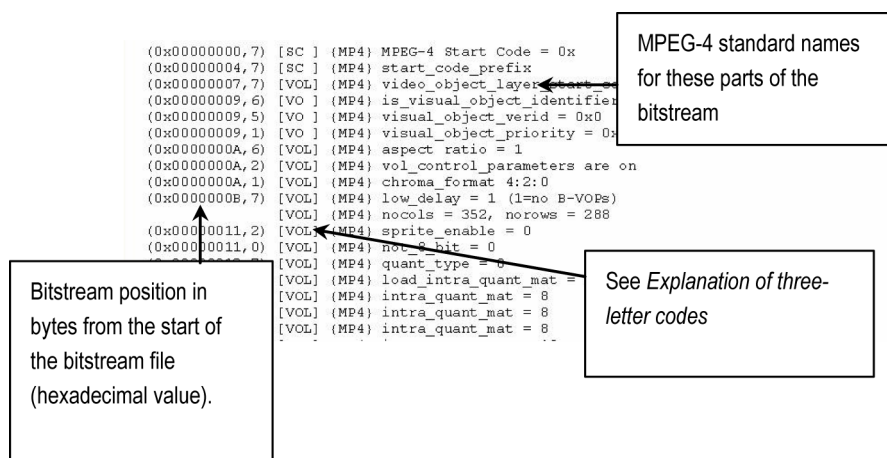 (0x00000000,7) [SC ] {MP4} MPEG-4 Start Code = 0x
(0x00000004,7) [SC ] {MP4} start_code_prefix
(0x00000007,7) [VOL] {MP4} video_object_layer_start
(0x00000009,6) [VO ] {MP4} is_visual_object_identifier
(0x00000009,5) [VO ] {MP4} visual_object_verid = 0x0
(0x00000009,1) [VO ] {MP4} visual_object_priority = 0x
(0x0000000A,6) [VOL] {MP4} aspect ratio = 1
(0x0000000A,2) [VOL] {MP4} vol_control_parameters are on
(0x0000000A,1) [VOL] {MP4} chroma_format 4:2:0
(0x0000000B,7) [VOL] {MP4} low_delay = 1 (1=no B-VOPs)
[VOL] {MP4} nocols = 352, norows = 288
(0x00000011,2) [VOL] {MP4} sprite_enable = 0
(0x00000011,0) [VOL] {MP4} not_8_bit = 0
[VOL] {MP4} quant_type = 0
[VOL] {MP4} load_intra_quant_mat =
[VOL] {MP4} intra_quant_mat = 8
[VOL] {MP4} intra_quant_mat = 8
[VOL] {MP4} intra_quant_mat = 8
MPEG-4 standard names
for these parts of the
bitstream
See Explanation of three-
letter codes
Bitstream position in
bytes from the start of
the bitstream file
(hexadecimal value).